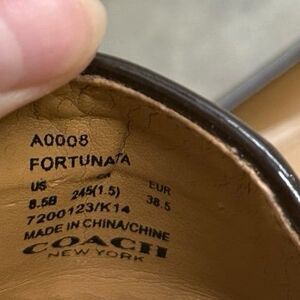 A0008
FORTUNATA
US CN EUR
8.5B 245(1.5) 38.5
7200123/K14
MADE IN CHINA/CHINE
COACH
NEW YORK